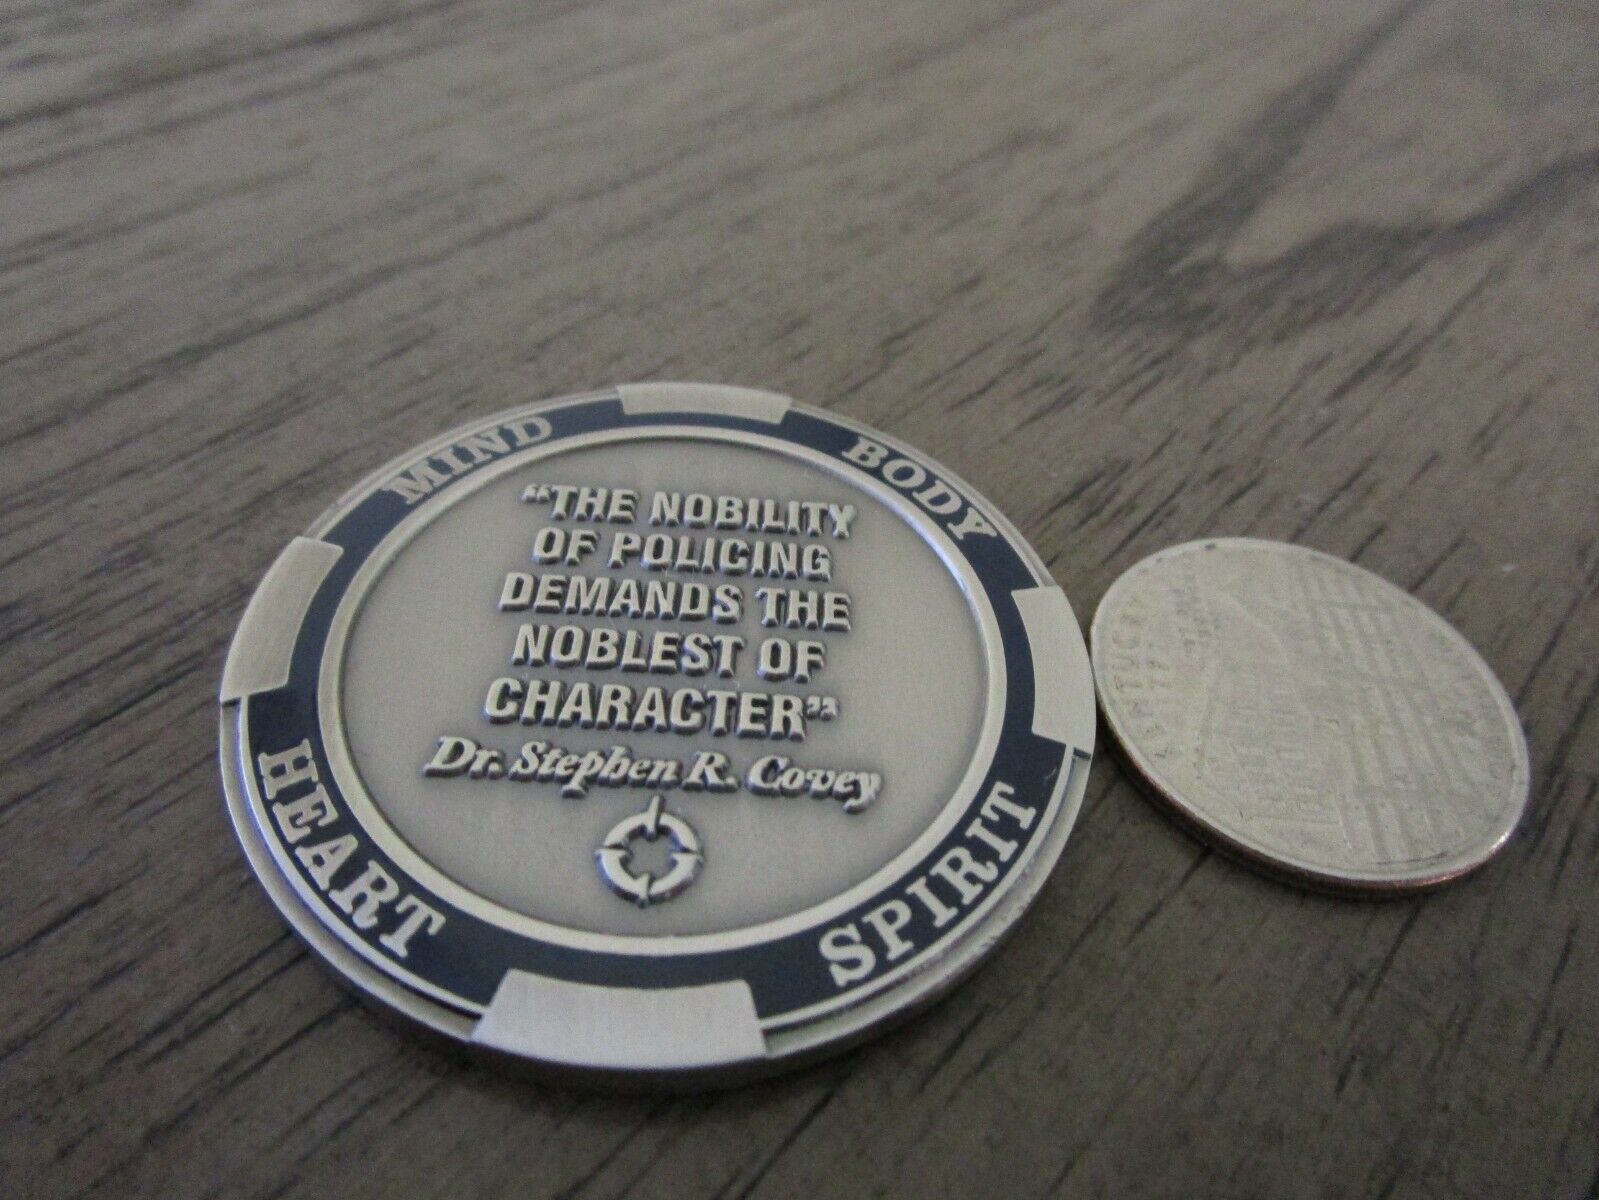 MIND
BODY
"THE NOBILITY
OF POLICING
DEMANDS THE
NOBLEST OF
CHARACTER"
Dr. Stephen R. Covey
HEART
SPIRIT